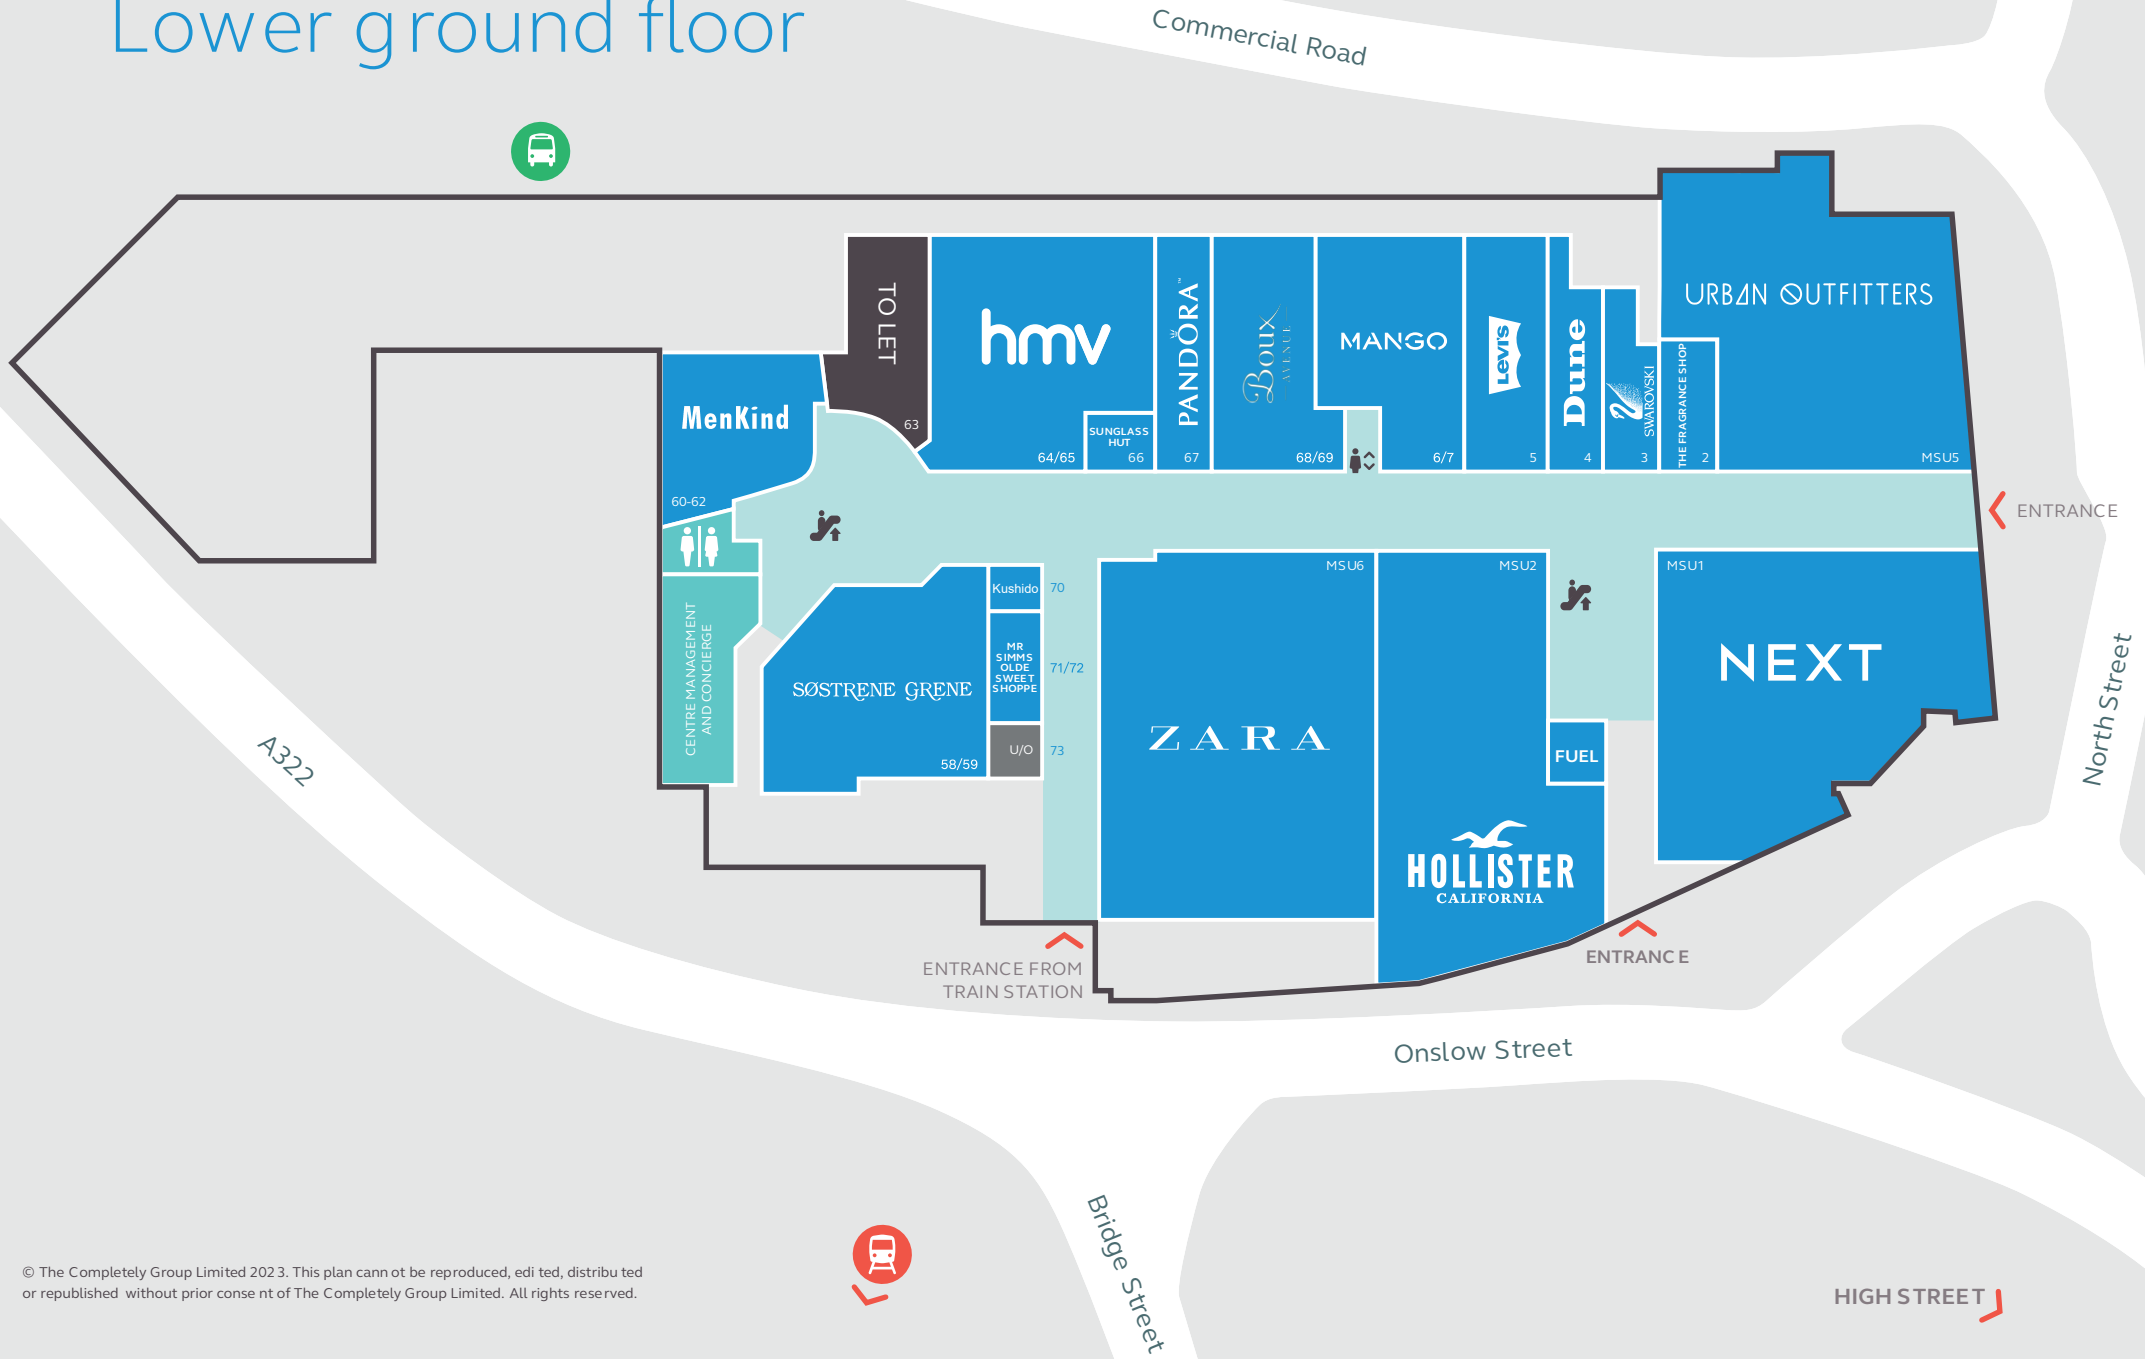 Lower ground floor
Commercial Road
TO LET
63
hmv
64/65
SUNGLASS
HUT
66
PANDORA™
67
Boux
AVENUE
68/69
MANGO
6/7
Levi's
5
Dune
4
SWAROVSKI
3
THE FRAGRANCE SHOP
2
URBAN OUTFITTERS
MSU5
MenKind
60-62
ENTRANCE
CENTRE MANAGEMENT
AND CONCIERGE
SØSTRENE GRENE
58/59
Kushido
70
MR
SIMMS
OLDE
SWEET
SHOPPE
71/72
U/O
73
MSU6
ZARA
MSU2
HOLLISTER
CALIFORNIA
FUEL
MSU1
NEXT
North Street
A322
ENTRANCE FROM
TRAIN STATION
ENTRANCE
Onslow Street
Bridge Street
© The Completely Group Limited 2023. This plan cann ot be reproduced, edi ted, distribu ted
or republished without prior conse nt of The Completely Group Limited. All rights reserved.
HIGH STREET